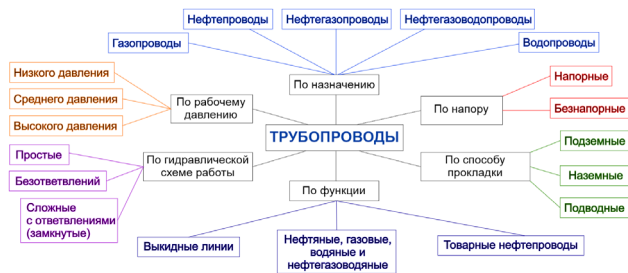 Нефтепроводы
Нефтегазопроводы
Нефтегазоводопроводы
Газопроводы
Водопроводы
Низкого давления
Среднего давления
Высокого давления
По рабочему
давлению
По назначению
По напору
Напорные
Безнапорные
ТРУБОПРОВОДЫ
Простые
Безответвлений
Сложные
с ответвлениями
(замкнутые)
По гидравлической
схеме работы
По функции
По способу
прокладки
Подземные
Наземные
Подводные
Выкидные линии
Нефтяные, газовые,
водяные и
нефтегазоводяные
Товарные нефтепроводы